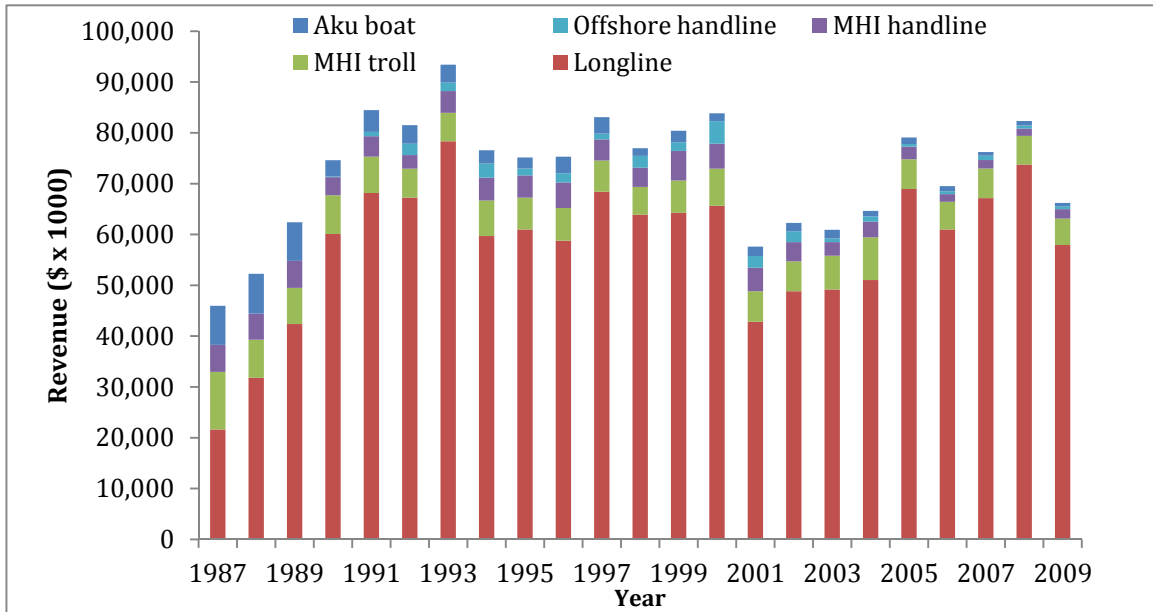 Aku boat Offshore handline MHI handline
MHI troll Longline
Revenue ($ x 1000)
100,000
90,000
80,000
70,000
60,000
50,000
40,000
30,000
20,000
10,000
0
1987 1989 1991 1993 1995 1997 1999 2001 2003 2005 2007 2009
Year